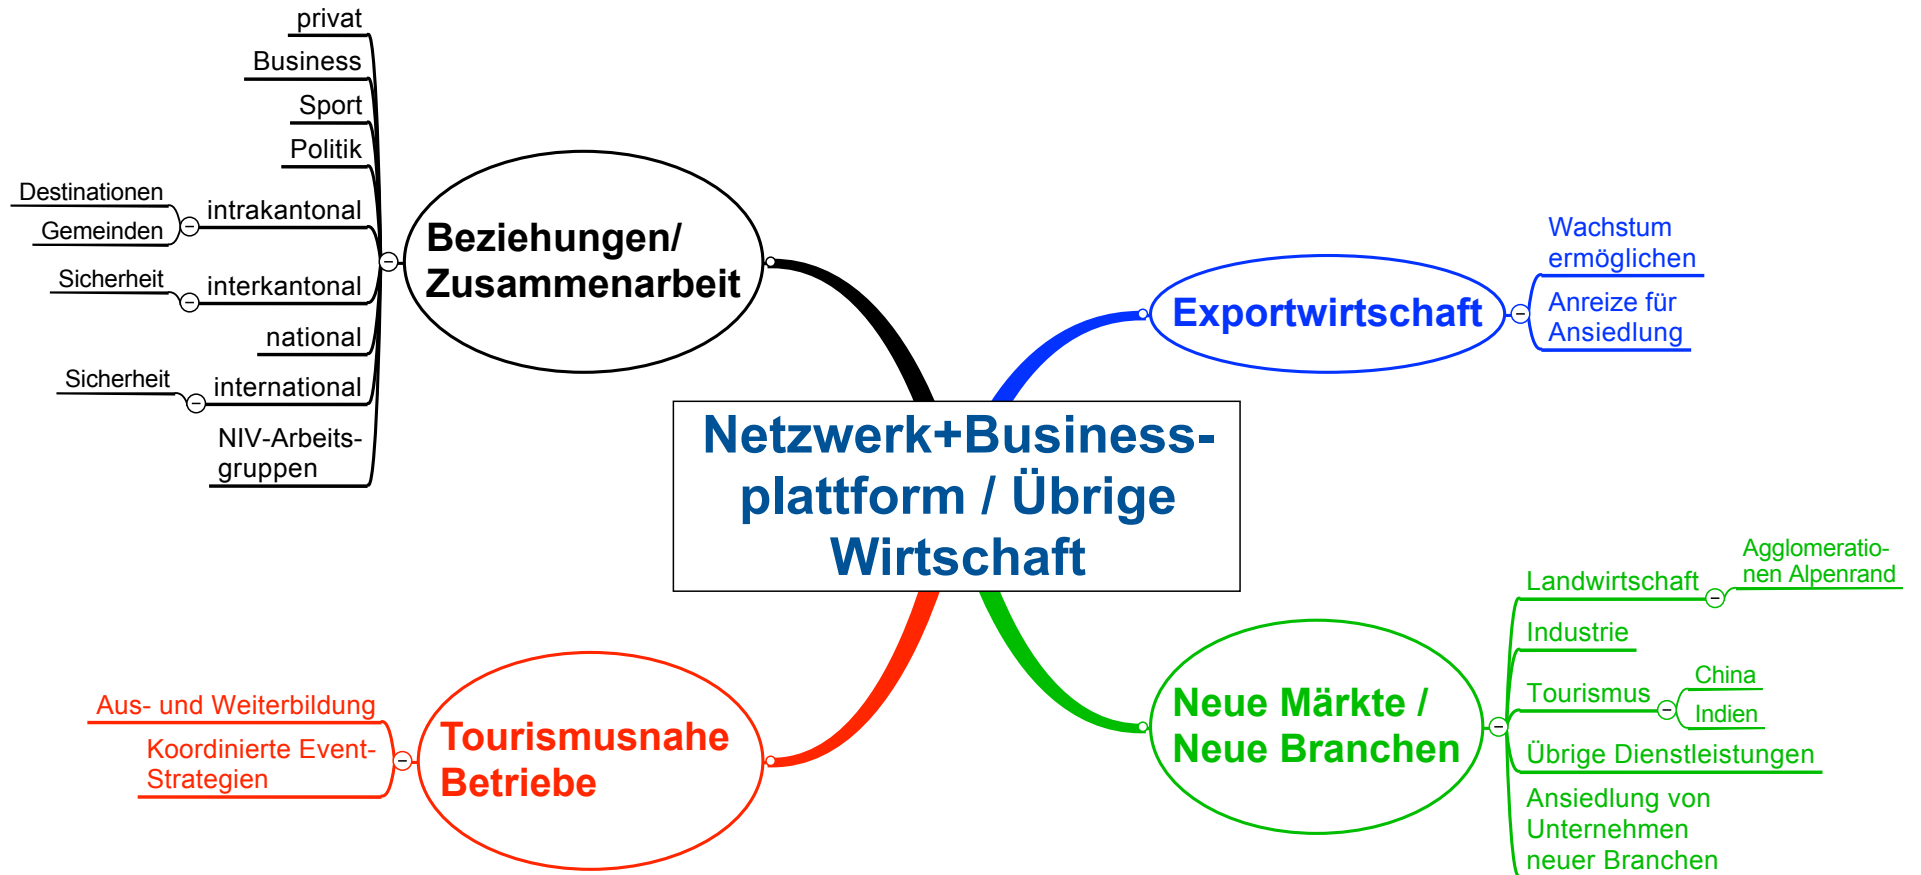 privat
Business
Sport
Politik
Destinationen
Gemeinden
intrakantonal
Sicherheit
interkantonal
national
Sicherheit
international
NIV-Arbeits-
gruppen
Beziehungen/
Zusammenarbeit
Exportwirtschaft
Wachstum
ermöglichen
Anreize für
Ansiedlung
Netzwerk+Business-
plattform / Übrige
Wirtschaft
Aus- und Weiterbildung
Koordinierte Event-
Strategien
Tourismusnahe
Betriebe
Neue Märkte /
Neue Branchen
Landwirtschaft
Agglomeratio-
nen Alpenrand
Industrie
Tourismus
China
Indien
Übrige Dienstleistungen
Ansiedlung von
Unternehmen
neuer Branchen